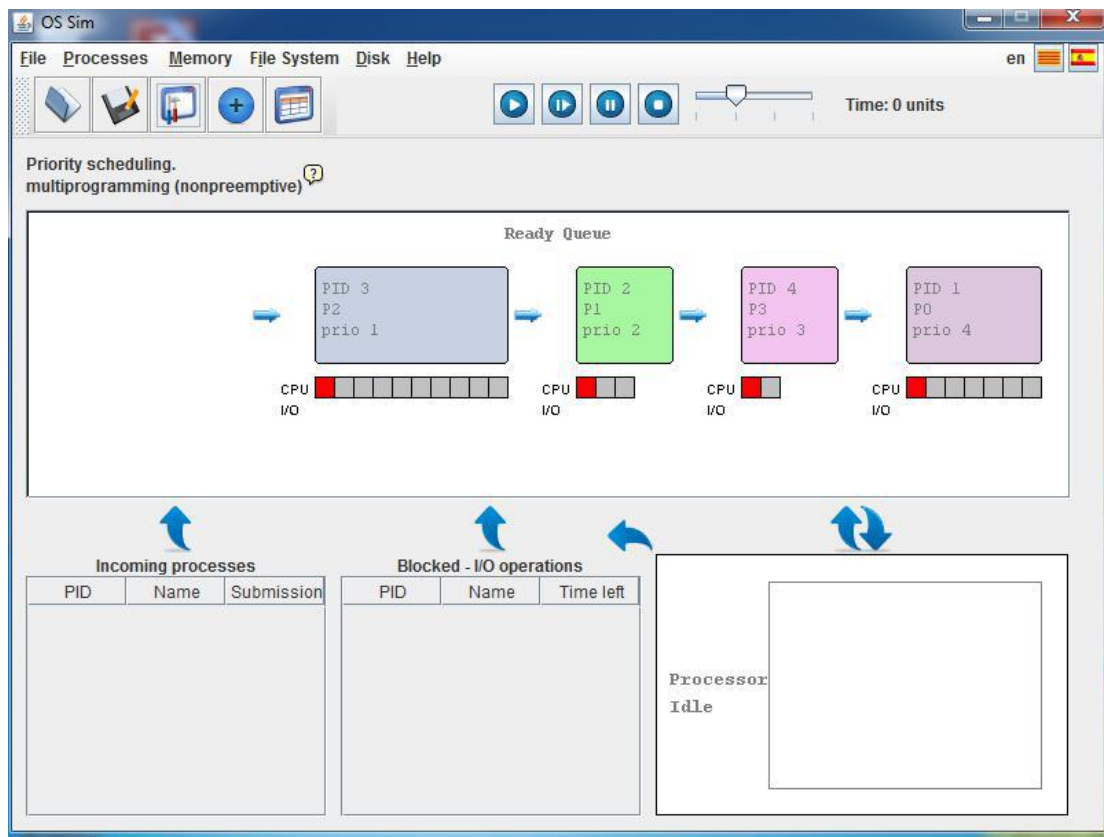 OS Sim
File Processes Memory File System Disk Help
en
Time: 0 units
Priority scheduling.
multiprogramming (nonpreemptive)
?
Ready Queue
PID 3
P2
prio 1
CPU
I/O
PID 2
P1
prio 2
CPU
I/O
PID 4
P3
prio 3
CPU
I/O
PID 1
P0
prio 4
CPU
I/O
Incoming processes
PID Name Submission
Blocked - I/O operations
PID Name Time left
Processor
Idle